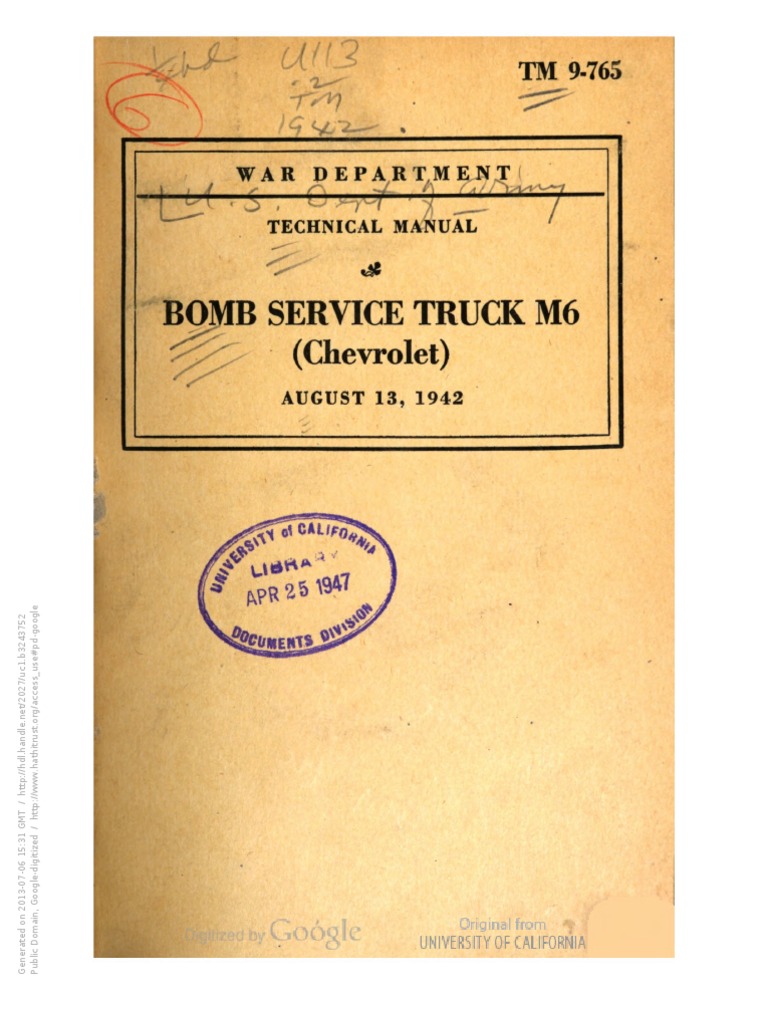 U113
.2
TM
1942
TM 9-765
WAR DEPARTMENT
U.S. Dept of Army
TECHNICAL MANUAL
BOMB SERVICE TRUCK M6
(Chevrolet)
AUGUST 13, 1942
UNIVERSITY of CALIFORNIA
LIBRARY
APR 25 1947
DOCUMENTS DIVISION
Digitized by Google
Original from
UNIVERSITY OF CALIFORNIA
Generated on 2013-07-06 15:31 GMT / http://hdl.handle.net/2027/uc1.b3243752
Public Domain, Google-digitized / http://www.hathitrust.org/access_use#pd-google